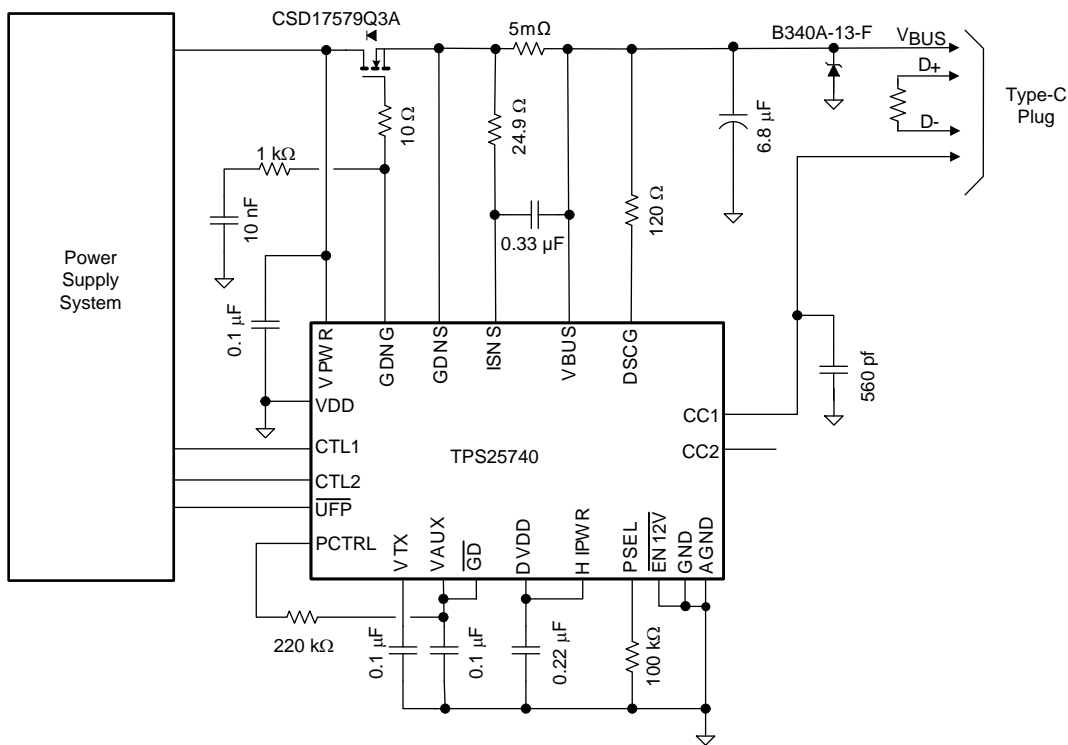 CSD17579Q3A
5mΩ
B340A-13-F
VBUS
D+
D-
Type-C
Plug
10 Ω
24.9 Ω
6.8 µF
1 kΩ
10 nF
0.33 µF
120 Ω
Power
Supply
System
0.1 µF
VPWR
GDNG
GDNS
ISNS
VBUS
DSCG
560 pf
VDD
CC1
CTL1
TPS25740
CC2
CTL2
UFP
PCTRL
VTX
VAUX
GD
DVDD
HIPWR
PSEL
EN12V
GND
AGND
220 kΩ
0.1 µF
0.1 µF
0.22 µF
100 kΩ